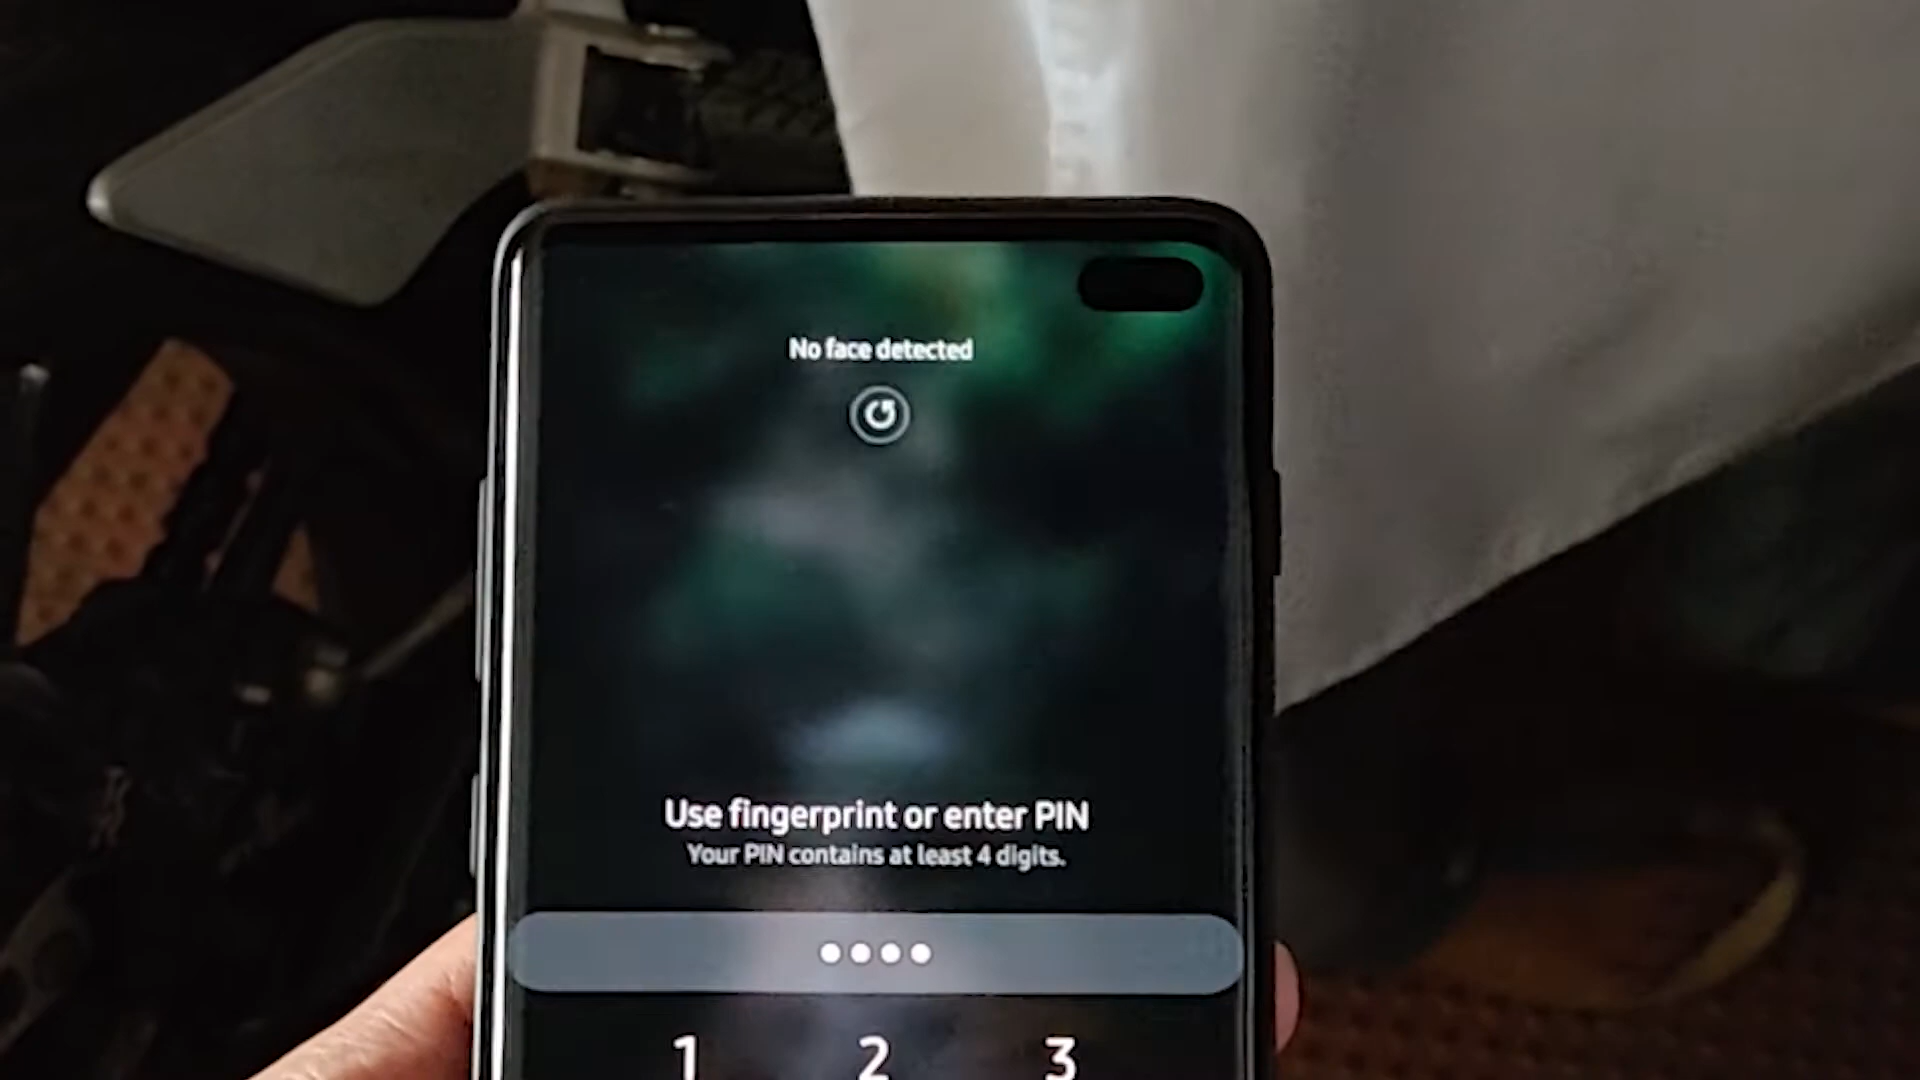 No face detected
Use fingerprint or enter PIN
Your PIN contains at least 4 digits.
1 2 3